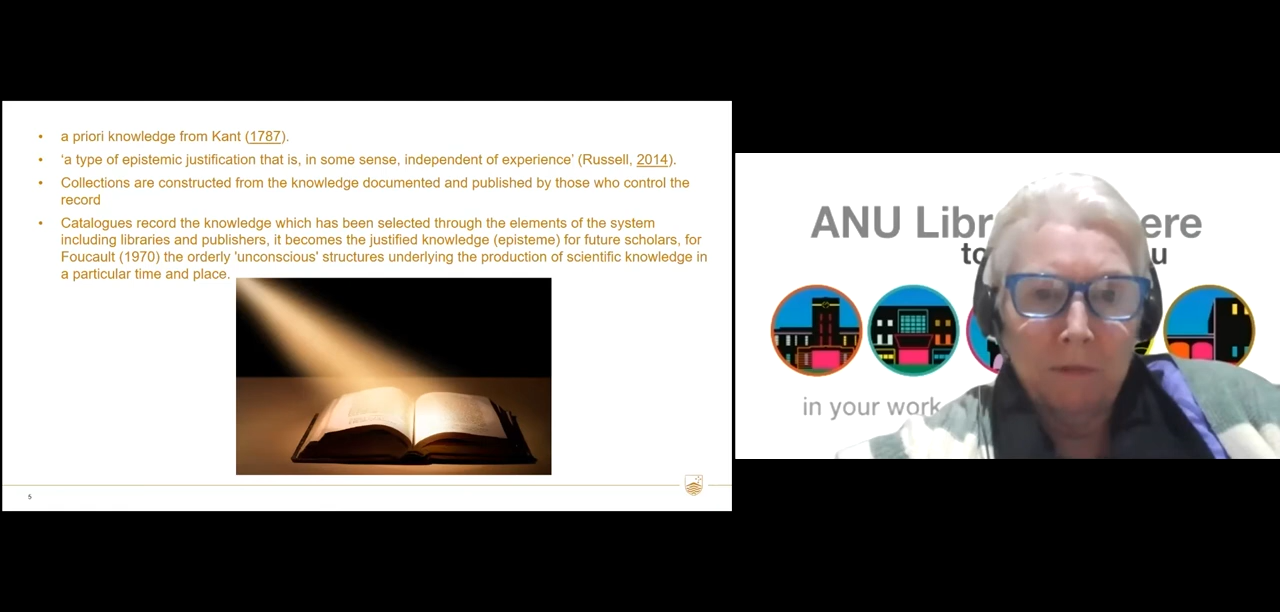 • a priori knowledge from Kant (1787).
• ‘a type of epistemic justification that is, in some sense, independent of experience’ (Russell, 2014).
• Collections are constructed from the knowledge documented and published by those who control the
record
• Catalogues record the knowledge which has been selected through the elements of the system
including libraries and publishers, it becomes the justified knowledge (episteme) for future scholars, for
Foucault (1970) the orderly 'unconscious' structures underlying the production of scientific knowledge in
a particular time and place.
5
ANU Libr ere
to u
in your work